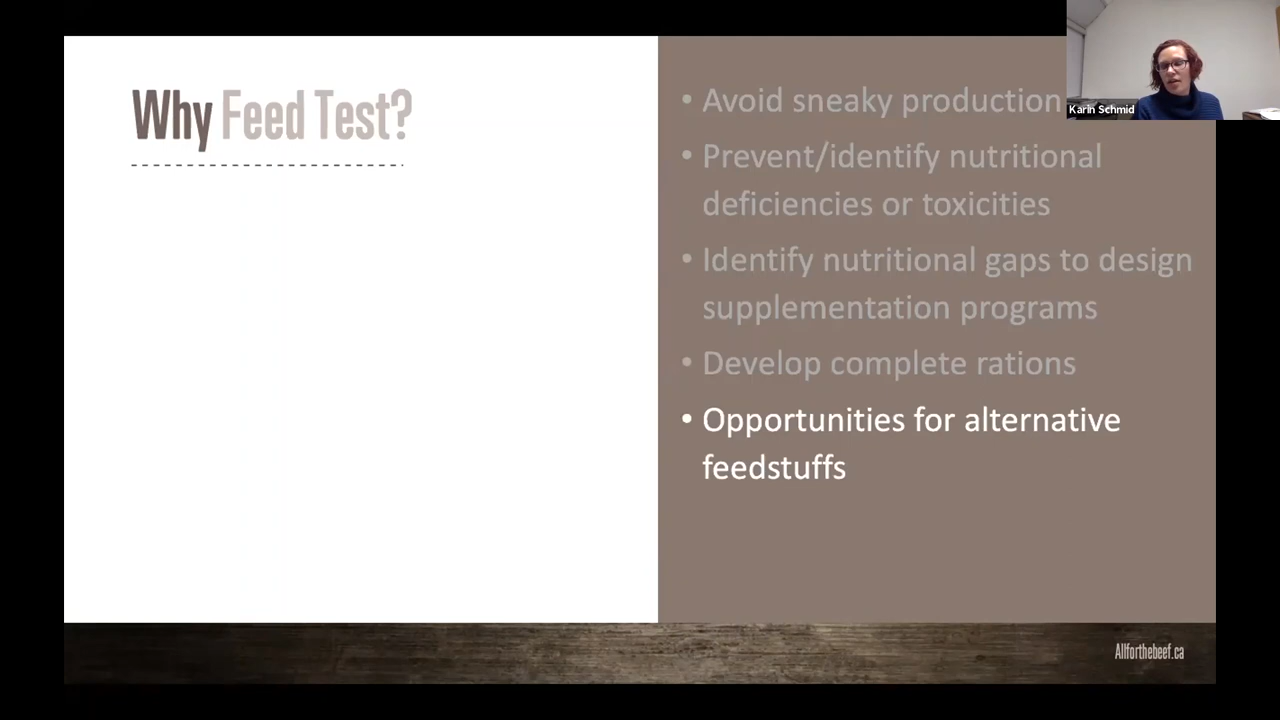 Why Feed Test?
• Avoid sneaky production
• Prevent/identify nutritional
deficiencies or toxicities
• Identify nutritional gaps to design
supplementation programs
• Develop complete rations
• Opportunities for alternative
feedstuffs
Karin Schmid
Allforthebeef.ca